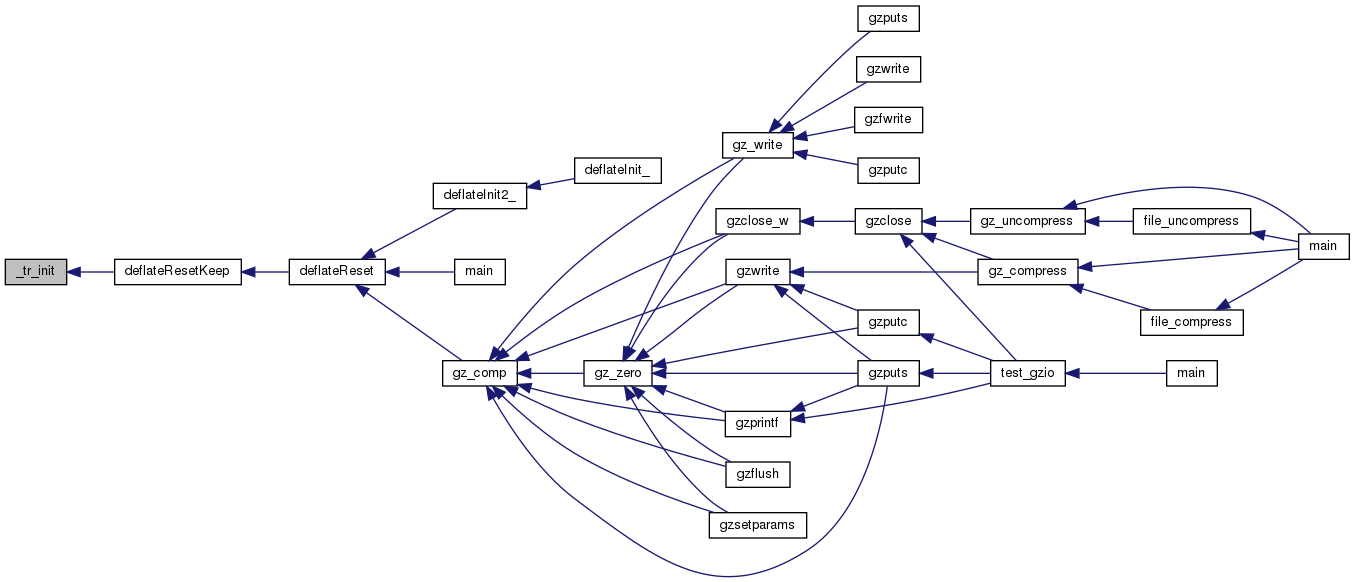 gzputs
gzwrite
gzfwrite
gz_write
gzputc
deflateInit_
deflateInit2_
gzclose_w
gzclose
gz_uncompress
file_uncompress
main
_tr_init
deflateResetKeep
deflateReset
main
gzwrite
gz_compress
gzputc
file_compress
gz_comp
gz_zero
gzputs
test_gzio
main
gzprintf
gzflush
gzsetparams